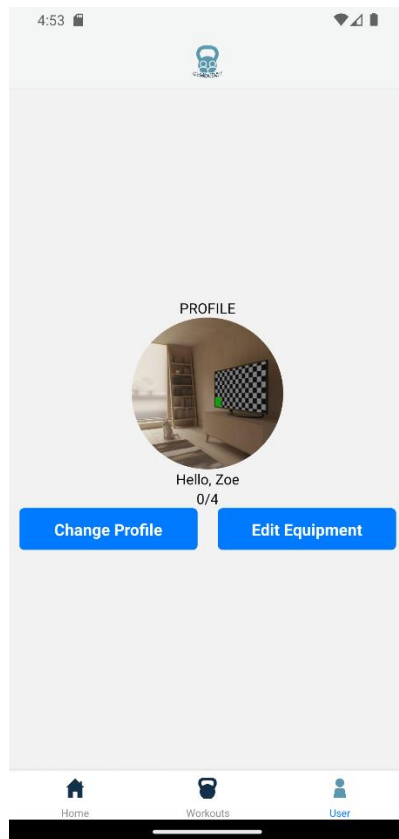 4:53
PROFILE
Hello, Zoe
0/4
Change Profile
Edit Equipment
Home
Workouts
User